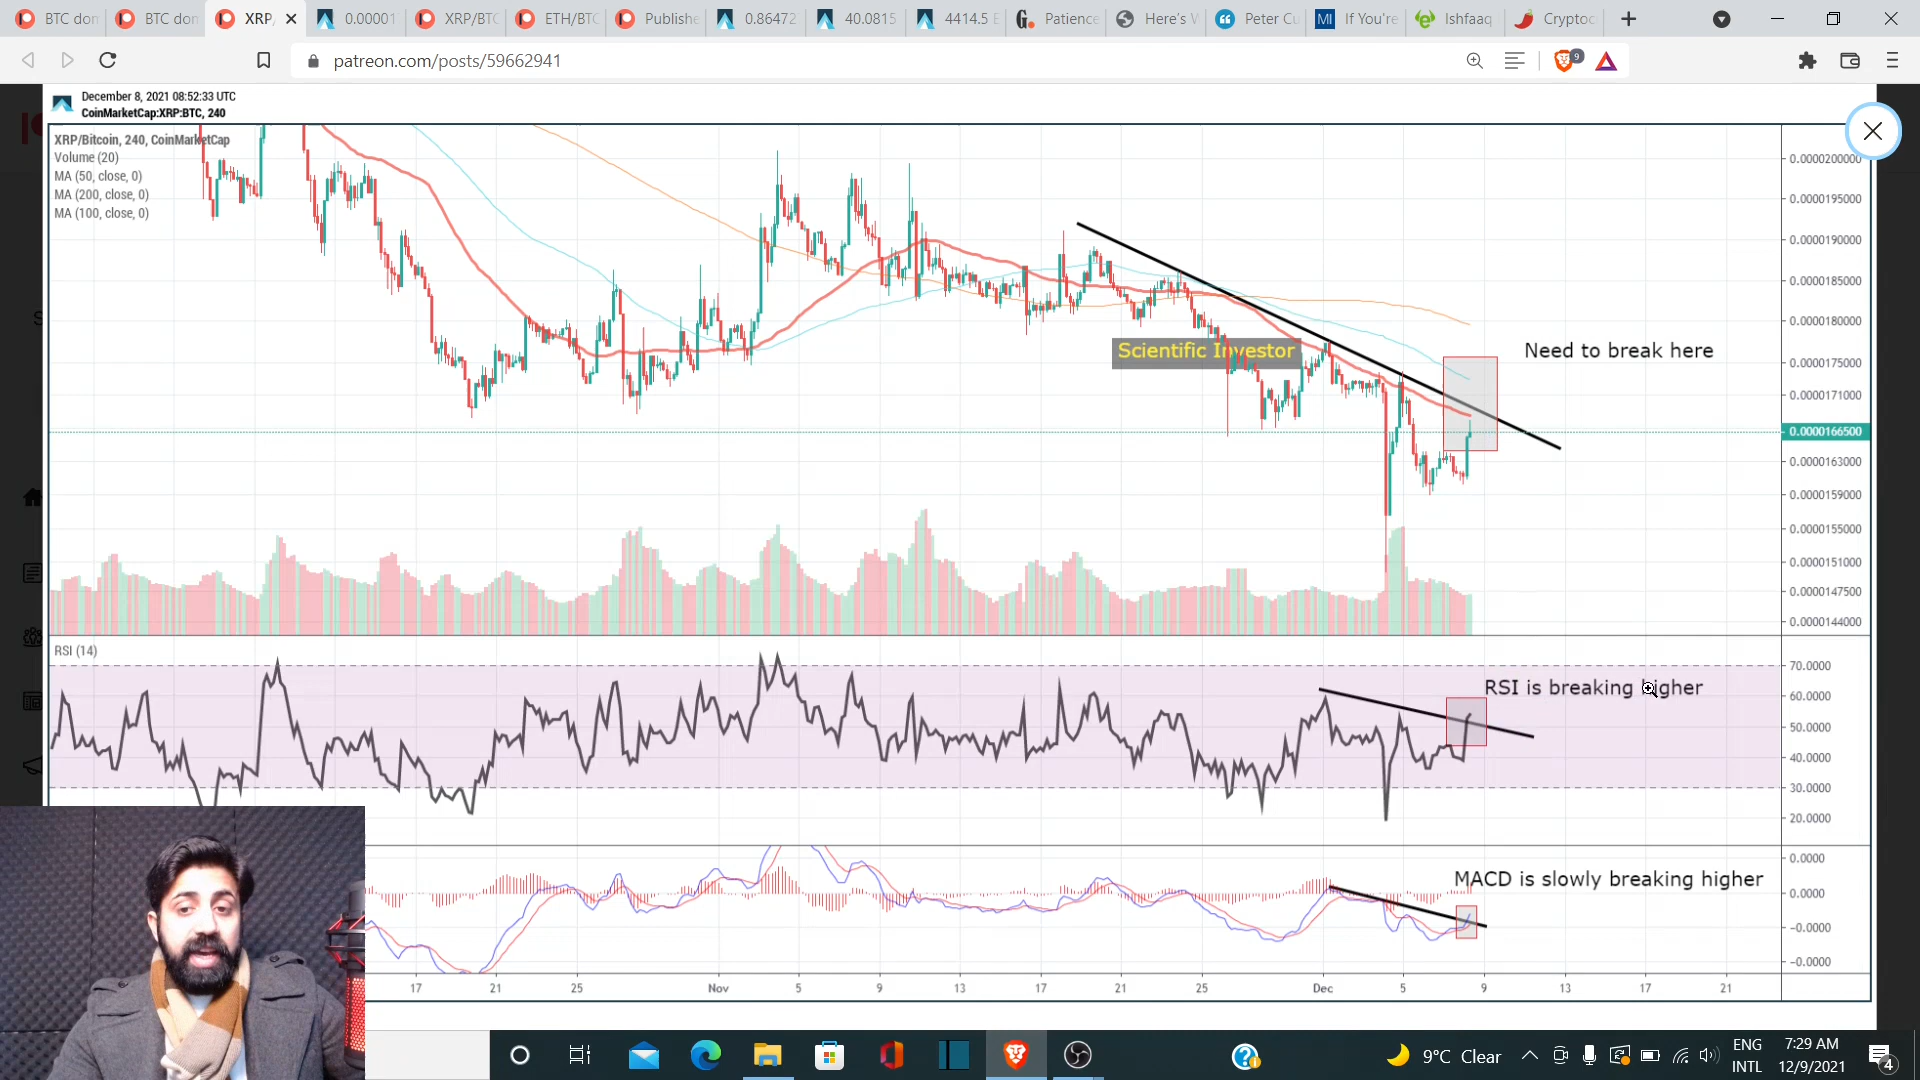 BTC don
BTC don
XRP/
0.00001
XRP/BTC
ETH/BTC
Publishe
0.86472
40.0815
4414.5 E
Patience
Here's V
Peter Cu
If You're
Ishfaaq
Cryptoc
patreon.com/posts/59662941
9
December 8, 2021 08:52:33 UTC
CoinMarketCap:XRP:BTC, 240
XRP/Bitcoin, 240, CoinMarketCap
Volume (20)
MA (50, close, 0)
MA (200, close, 0)
MA (100, close, 0)
0.0000200000
0.0000195000
0.0000190000
0.0000185000
0.0000180000
Scientific Investor
Need to break here
0.0000175000
0.0000171000
0.0000166500
0.0000163000
0.0000159000
0.0000155000
0.0000151000
0.0000147500
0.0000144000
RSI (14)
70.0000
RSI is breaking higher
60.0000
50.0000
40.0000
30.0000
20.0000
0.0000
MACD is slowly breaking higher
0.0000
-0.0000
-0.0000
17 21 25 Nov 5 9 13 17 21 25 Dec 5 9 13 17 21
9°C Clear
ENG
INTL
7:29 AM
12/9/2021
4